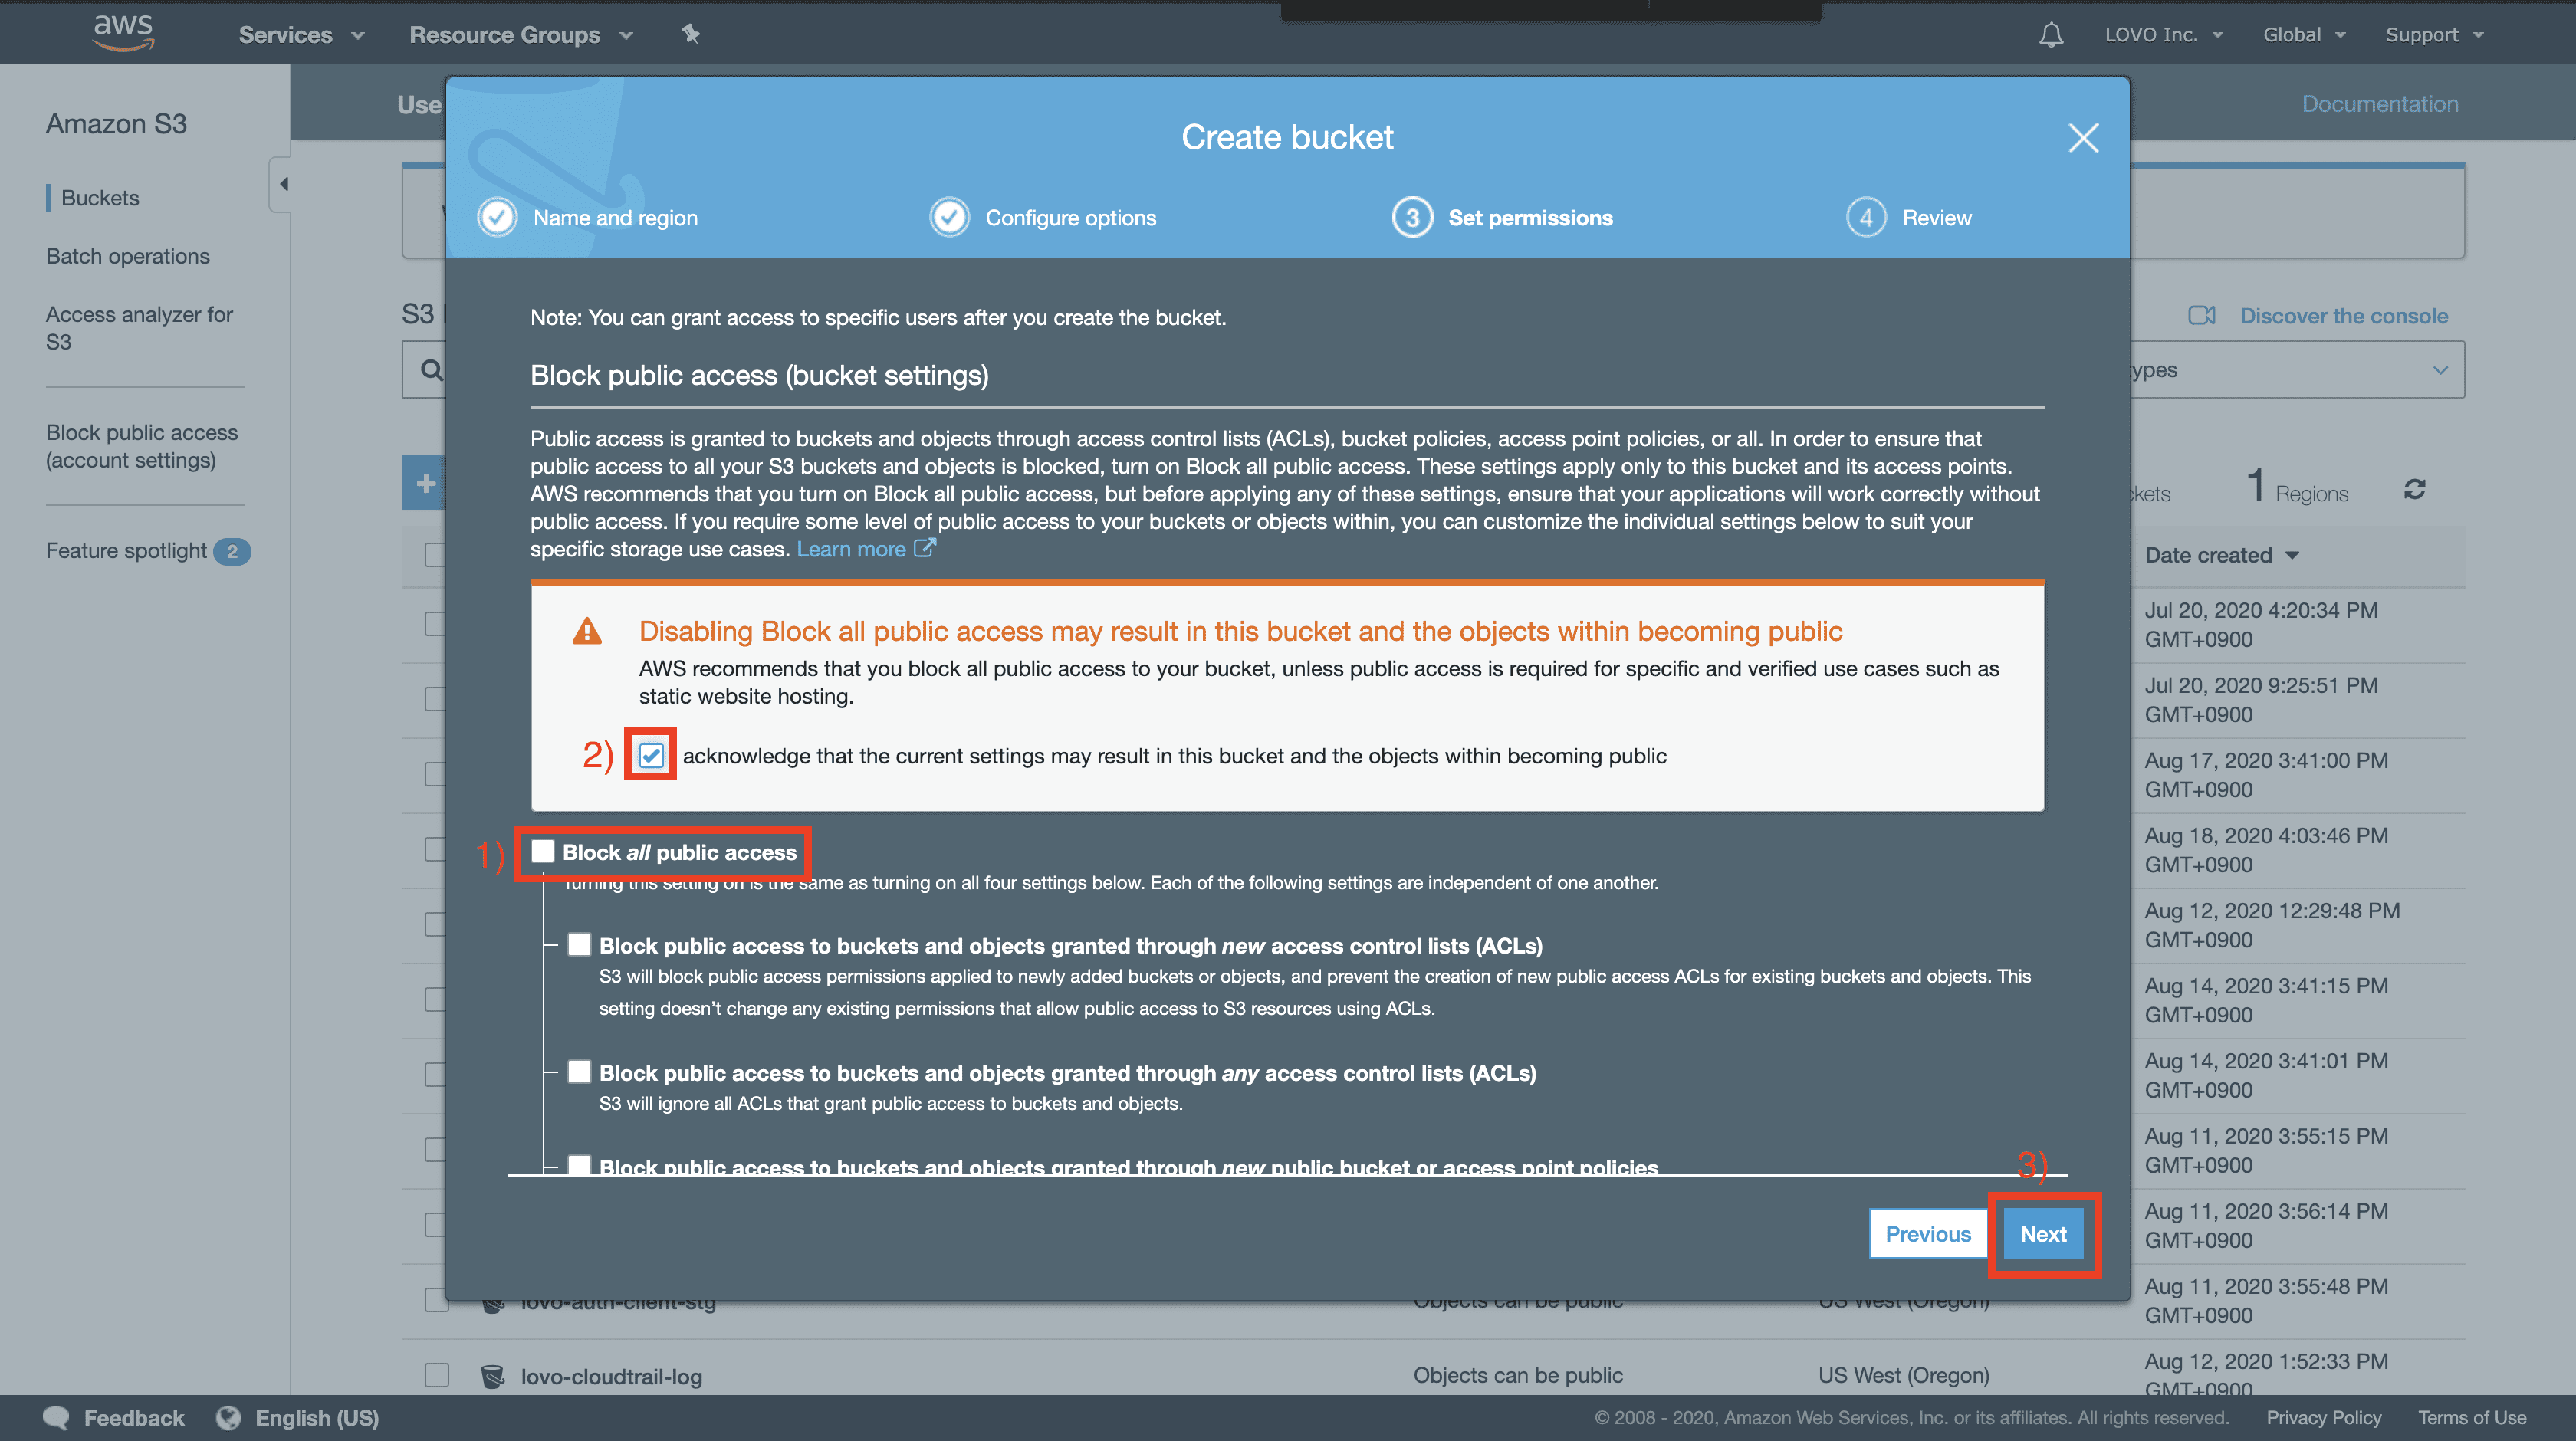 aws
Services
Resource Groups
LOVO Inc.
Global
Support
Amazon S3
Buckets
Batch operations
Access analyzer for
S3
Block public access
(account settings)
Feature spotlight 2
Use
Documentation
Create bucket
Name and region
Configure options
3 Set permissions
4 Review
S3
Discover the console
Note: You can grant access to specific users after you create the bucket.
Block public access (bucket settings)
Public access is granted to buckets and objects through access control lists (ACLs), bucket policies, access point policies, or all. In order to ensure that
public access to all your S3 buckets and objects is blocked, turn on Block all public access. These settings apply only to this bucket and its access points.
AWS recommends that you turn on Block all public access, but before applying any of these settings, ensure that your applications will work correctly without
public access. If you require some level of public access to your buckets or objects within, you can customize the individual settings below to suit your
specific storage use cases. Learn more
ypes
kets
1 Regions
Disabling Block all public access may result in this bucket and the objects within becoming public
AWS recommends that you block all public access to your bucket, unless public access is required for specific and verified use cases such as
static website hosting.
2) acknowledge that the current settings may result in this bucket and the objects within becoming public
1) Block all public access
Turning this setting on is the same as turning on all four settings below. Each of the following settings are independent of one another.
Block public access to buckets and objects granted through new access control lists (ACLs)
S3 will block public access permissions applied to newly added buckets or objects, and prevent the creation of new public access ACLs for existing buckets and objects. This
setting doesn't change any existing permissions that allow public access to S3 resources using ACLs.
Block public access to buckets and objects granted through any access control lists (ACLs)
S3 will ignore all ACLs that grant public access to buckets and objects.
Block public access to buckets and objects granted through new public bucket or access point policies
3)
Previous
Next
Date created
Jul 20, 2020 4:20:34 PM
GMT+0900
Jul 20, 2020 9:25:51 PM
GMT+0900
Aug 17, 2020 3:41:00 PM
GMT+0900
Aug 18, 2020 4:03:46 PM
GMT+0900
Aug 12, 2020 12:29:48 PM
GMT+0900
Aug 14, 2020 3:41:15 PM
GMT+0900
Aug 14, 2020 3:41:01 PM
GMT+0900
Aug 11, 2020 3:55:15 PM
GMT+0900
Aug 11, 2020 3:56:14 PM
GMT+0900
lovo-auth-client-stg
Objects can be public
US West (Oregon)
Aug 11, 2020 3:55:48 PM
GMT+0900
lovo-cloudtrail-log
Objects can be public
US West (Oregon)
Aug 12, 2020 1:52:33 PM
GMT+0900
Feedback
English (US)
© 2008 - 2020, Amazon Web Services, Inc. or its affiliates. All rights reserved.
Privacy Policy
Terms of Use